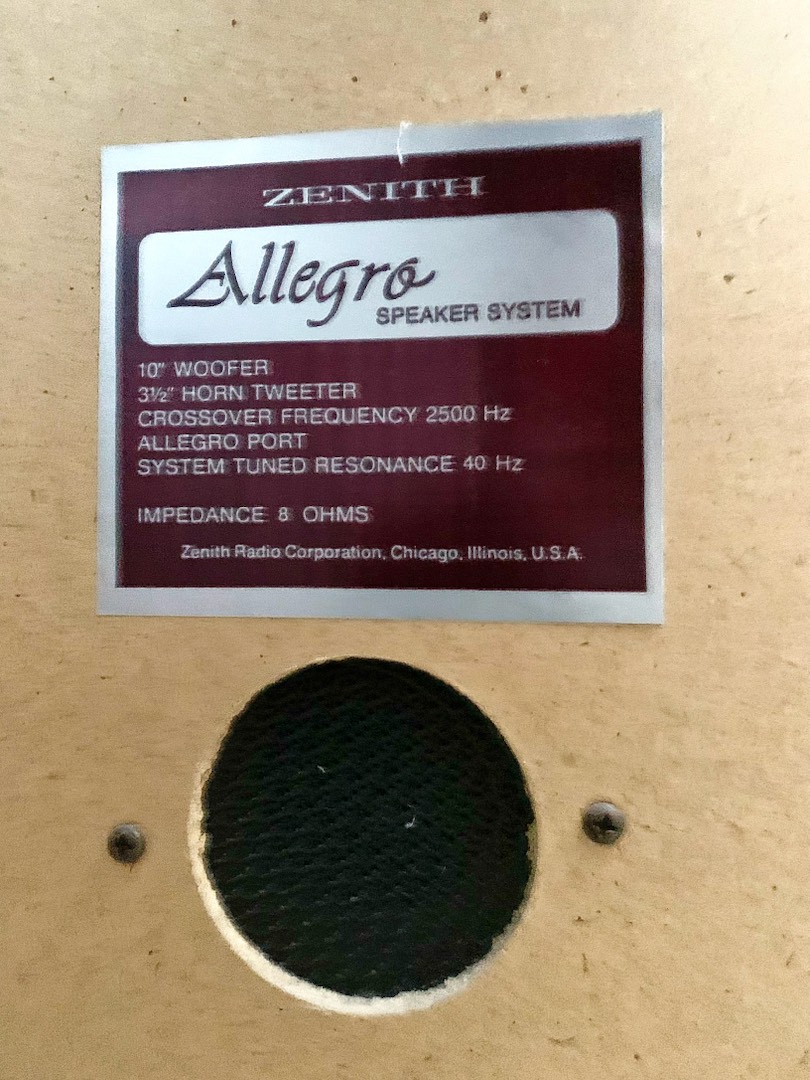 ZENITH
Allegro
SPEAKER SYSTEM
10" WOOFER
3½" HORN TWEETER
CROSSOVER FREQUENCY 2500 Hz
ALLEGRO PORT
SYSTEM TUNED RESONANCE 40 Hz
IMPEDANCE 8 OHMS
Zenith Radio Corporation, Chicago, Illinois, U.S.A.